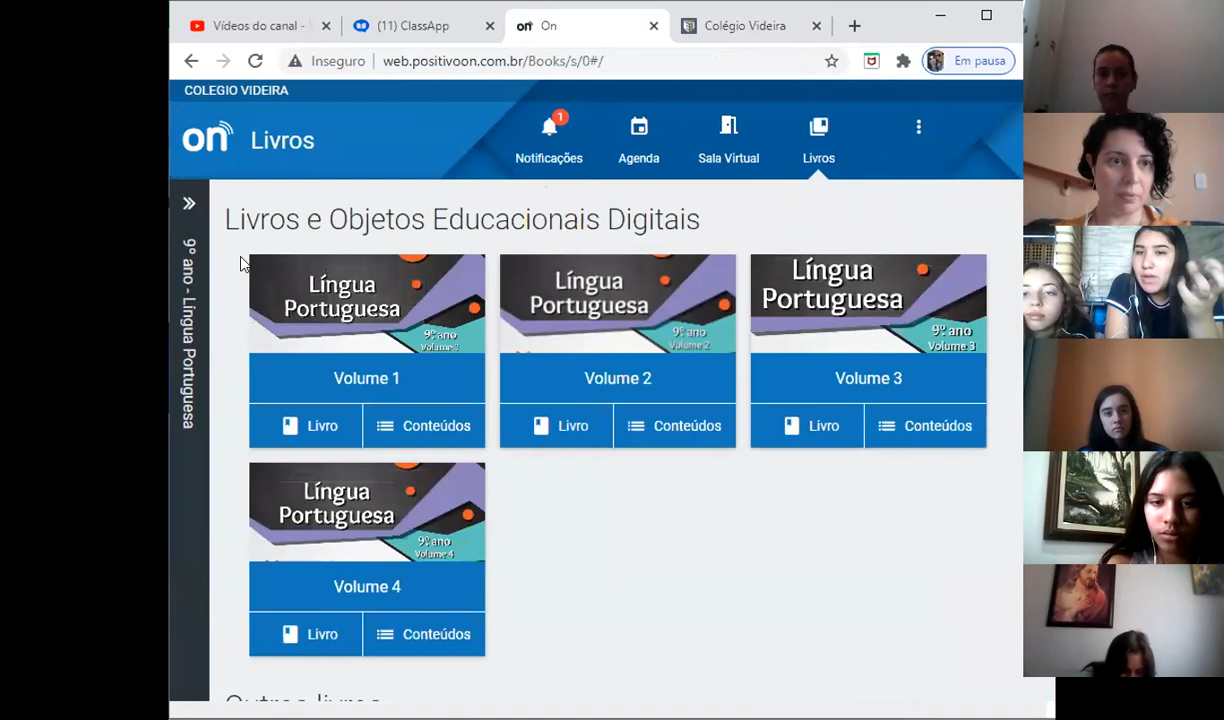 Vídeos do canal -
(11) ClassApp
On
Colégio Videira
Inseguro
web.positivoon.com.br/Books/s/0#/
Em pausa
COLEGIO VIDEIRA
on
Livros
1
Notificações
Agenda
Sala Virtual
Livros
9º ano - Língua Portuguesa
Livros e Objetos Educacionais Digitais
Língua
Portuguesa
9º ano
Volume 1
Livro
Conteúdos
Língua
Portuguesa
9º ano
Volume 2
Volume 2
Livro
Conteúdos
Língua
Portuguesa
9º ano
Volume 3
Volume 3
Livro
Conteúdos
Língua
Portuguesa
9º ano
Volume 4
Volume 4
Livro
Conteúdos
Outros livros